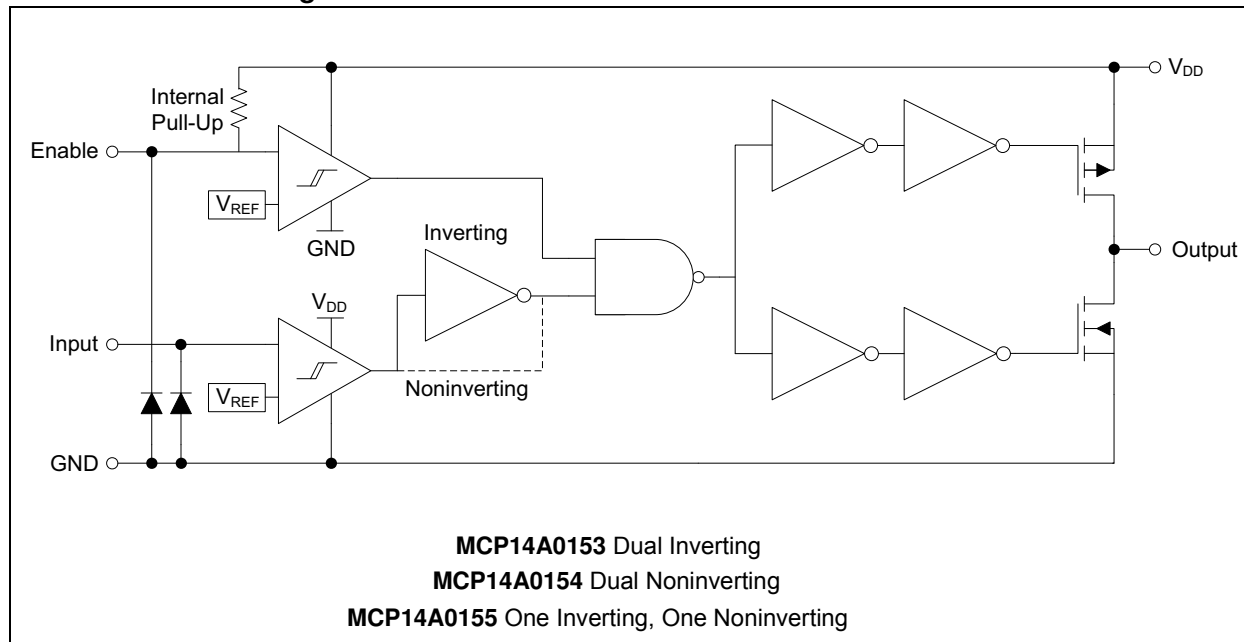 Internal
Pull-Up
V_DD
Enable
V_REF
GND
Inverting
Output
V_DD
Input
V_REF
Noninverting
GND
MCP14A0153 Dual Inverting
MCP14A0154 Dual Noninverting
MCP14A0155 One Inverting, One Noninverting